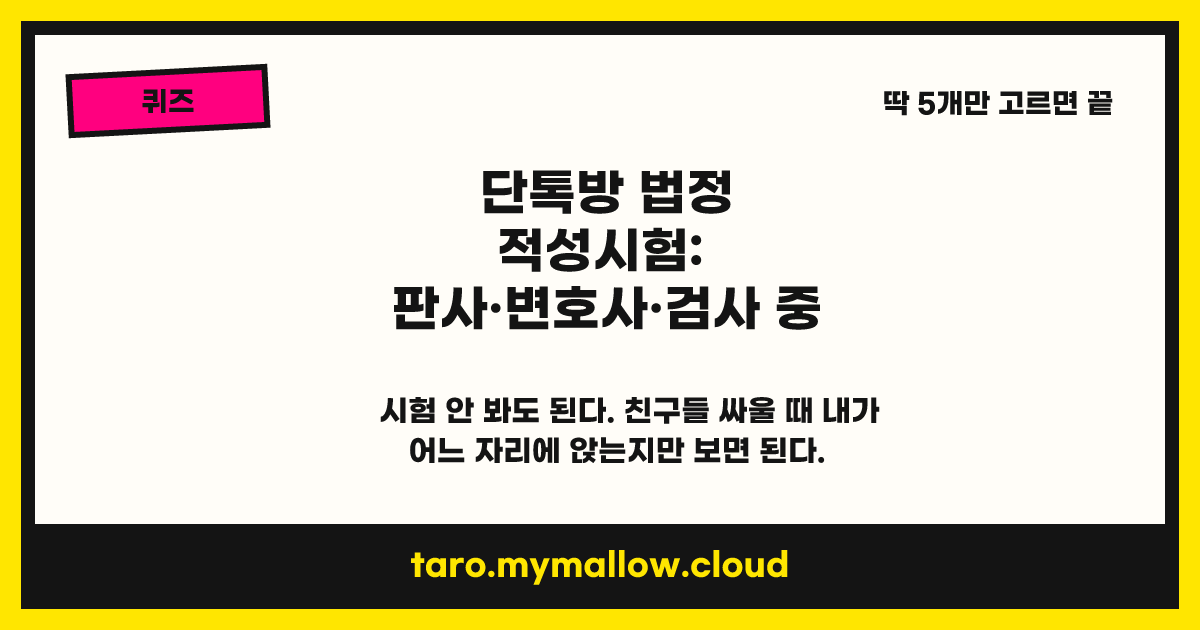 퀴즈
딱 5개만 고르면 끝
단톡방 법정
적성시험:
판사·변호사·검사 중
시험 안 봐도 된다. 친구들 싸울 때 내가
어느 자리에 앉는지만 보면 된다.
taro.mymallow.cloud